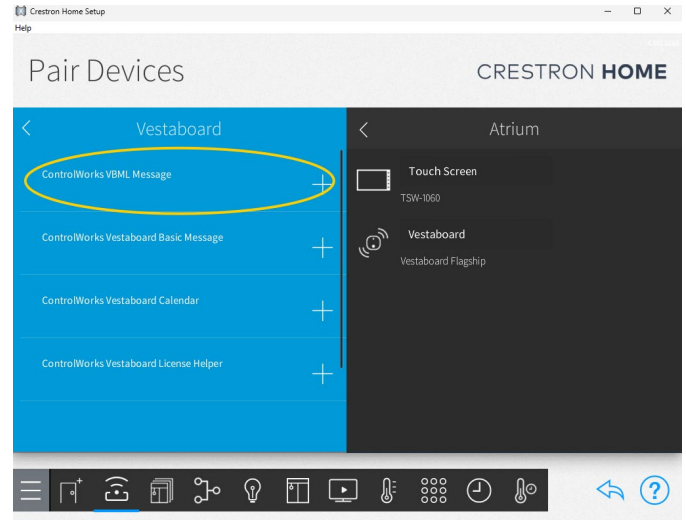 Crestron Home Setup
Help
Pair Devices
CRESTRON HOME
Vestaboard
Atrium
ControlWorks VBML Message
Touch Screen
TSW-1060
ControlWorks Vestaboard Basic Message
Vestaboard
Vestaboard Flagship
ControlWorks Vestaboard Calendar
ControlWorks Vestaboard License Helper
?